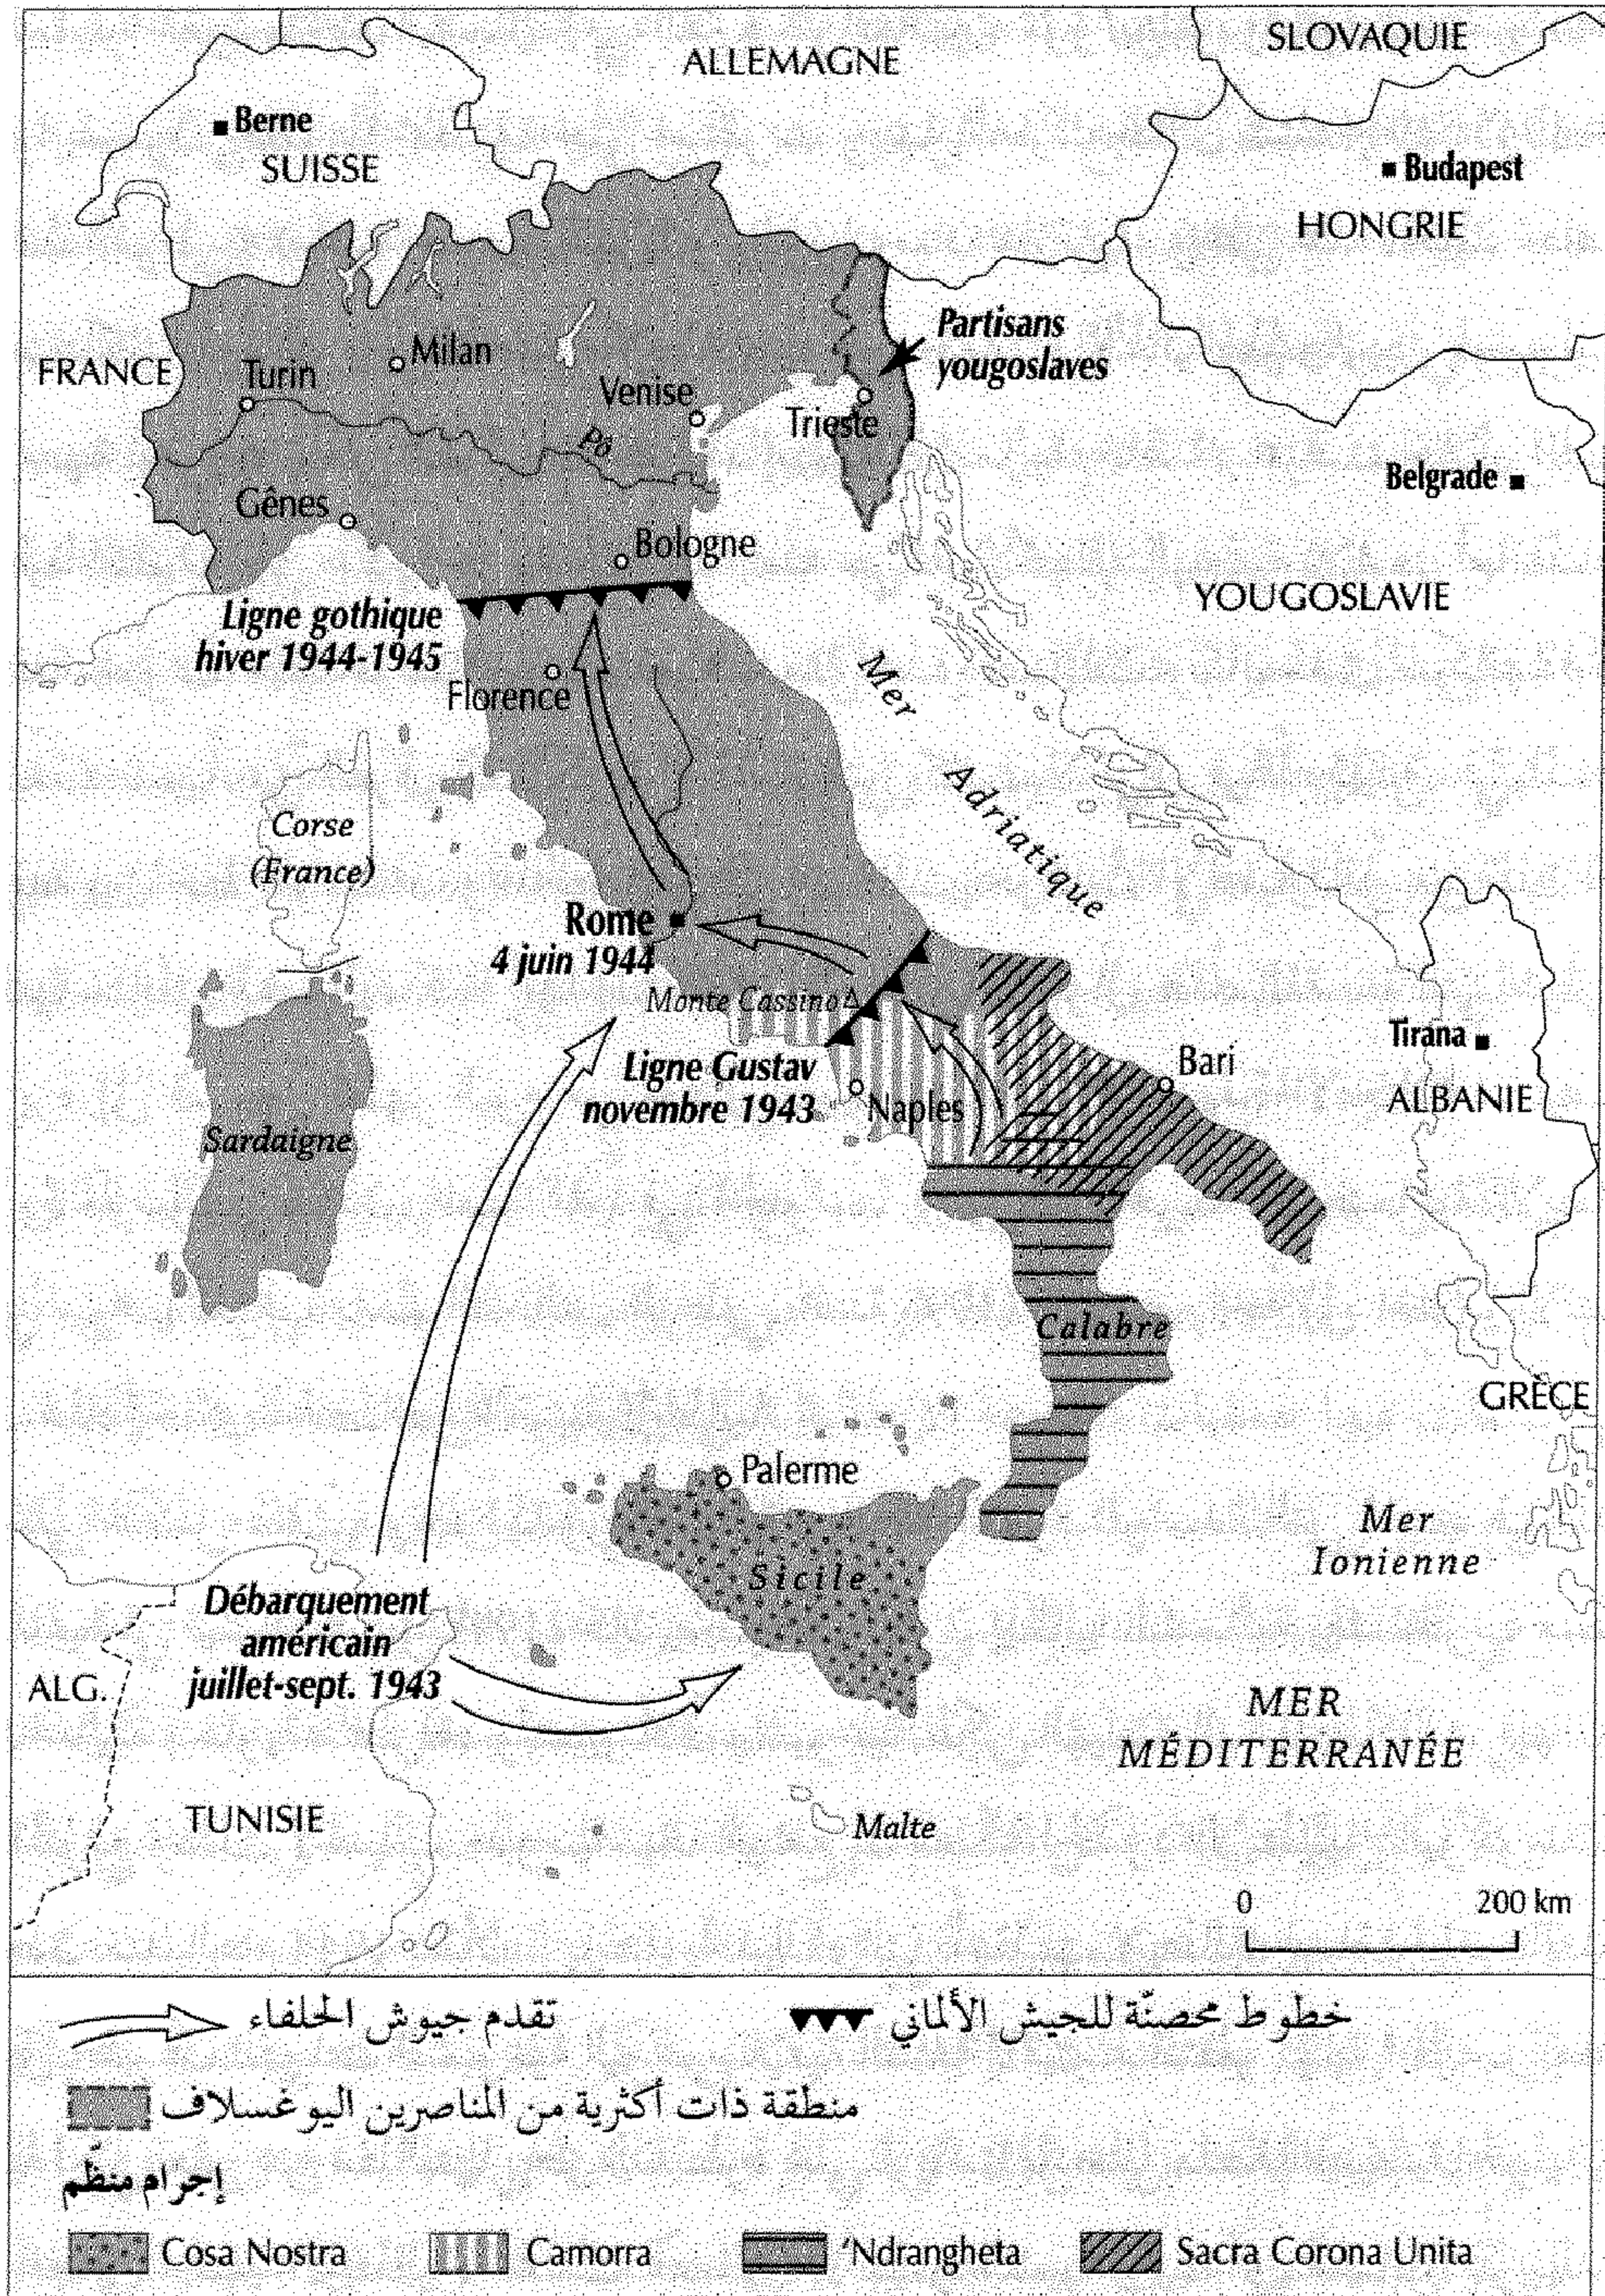 ALLEMAGNE
SLOVAQUIE
Berne
SUISSE
Budapest
HONGRIE
Partisans
yougoslaves
FRANCE
Turin
Milan
Venise
Trieste
Pô
Belgrade
Gênes
Bologne
YOUGOSLAVIE
Ligne gothique
hiver 1944-1945
Florence
Mer
Adriatique
Corse
(France)
Rome
4 juin 1944
Monte Cassino
Ligne Gustav
novembre 1943
Naples
Bari
Tirana
ALBANIE
Sardaigne
Calabre
GRÈCE
Palerme
Sicile
Mer
Ionienne
Débarquement
américain
juillet-sept. 1943
ALG.
MER
MÉDITERRANÉE
TUNISIE
Malte
0 200 km
تقدم جيوش الحلفاء
خطوط محصنّة للجيش الألماني
منطقة ذات أكثرية من المناصرين اليوغسلاف
إجرام منظّم
Cosa Nostra
Camorra
'Ndrangheta
Sacra Corona Unita